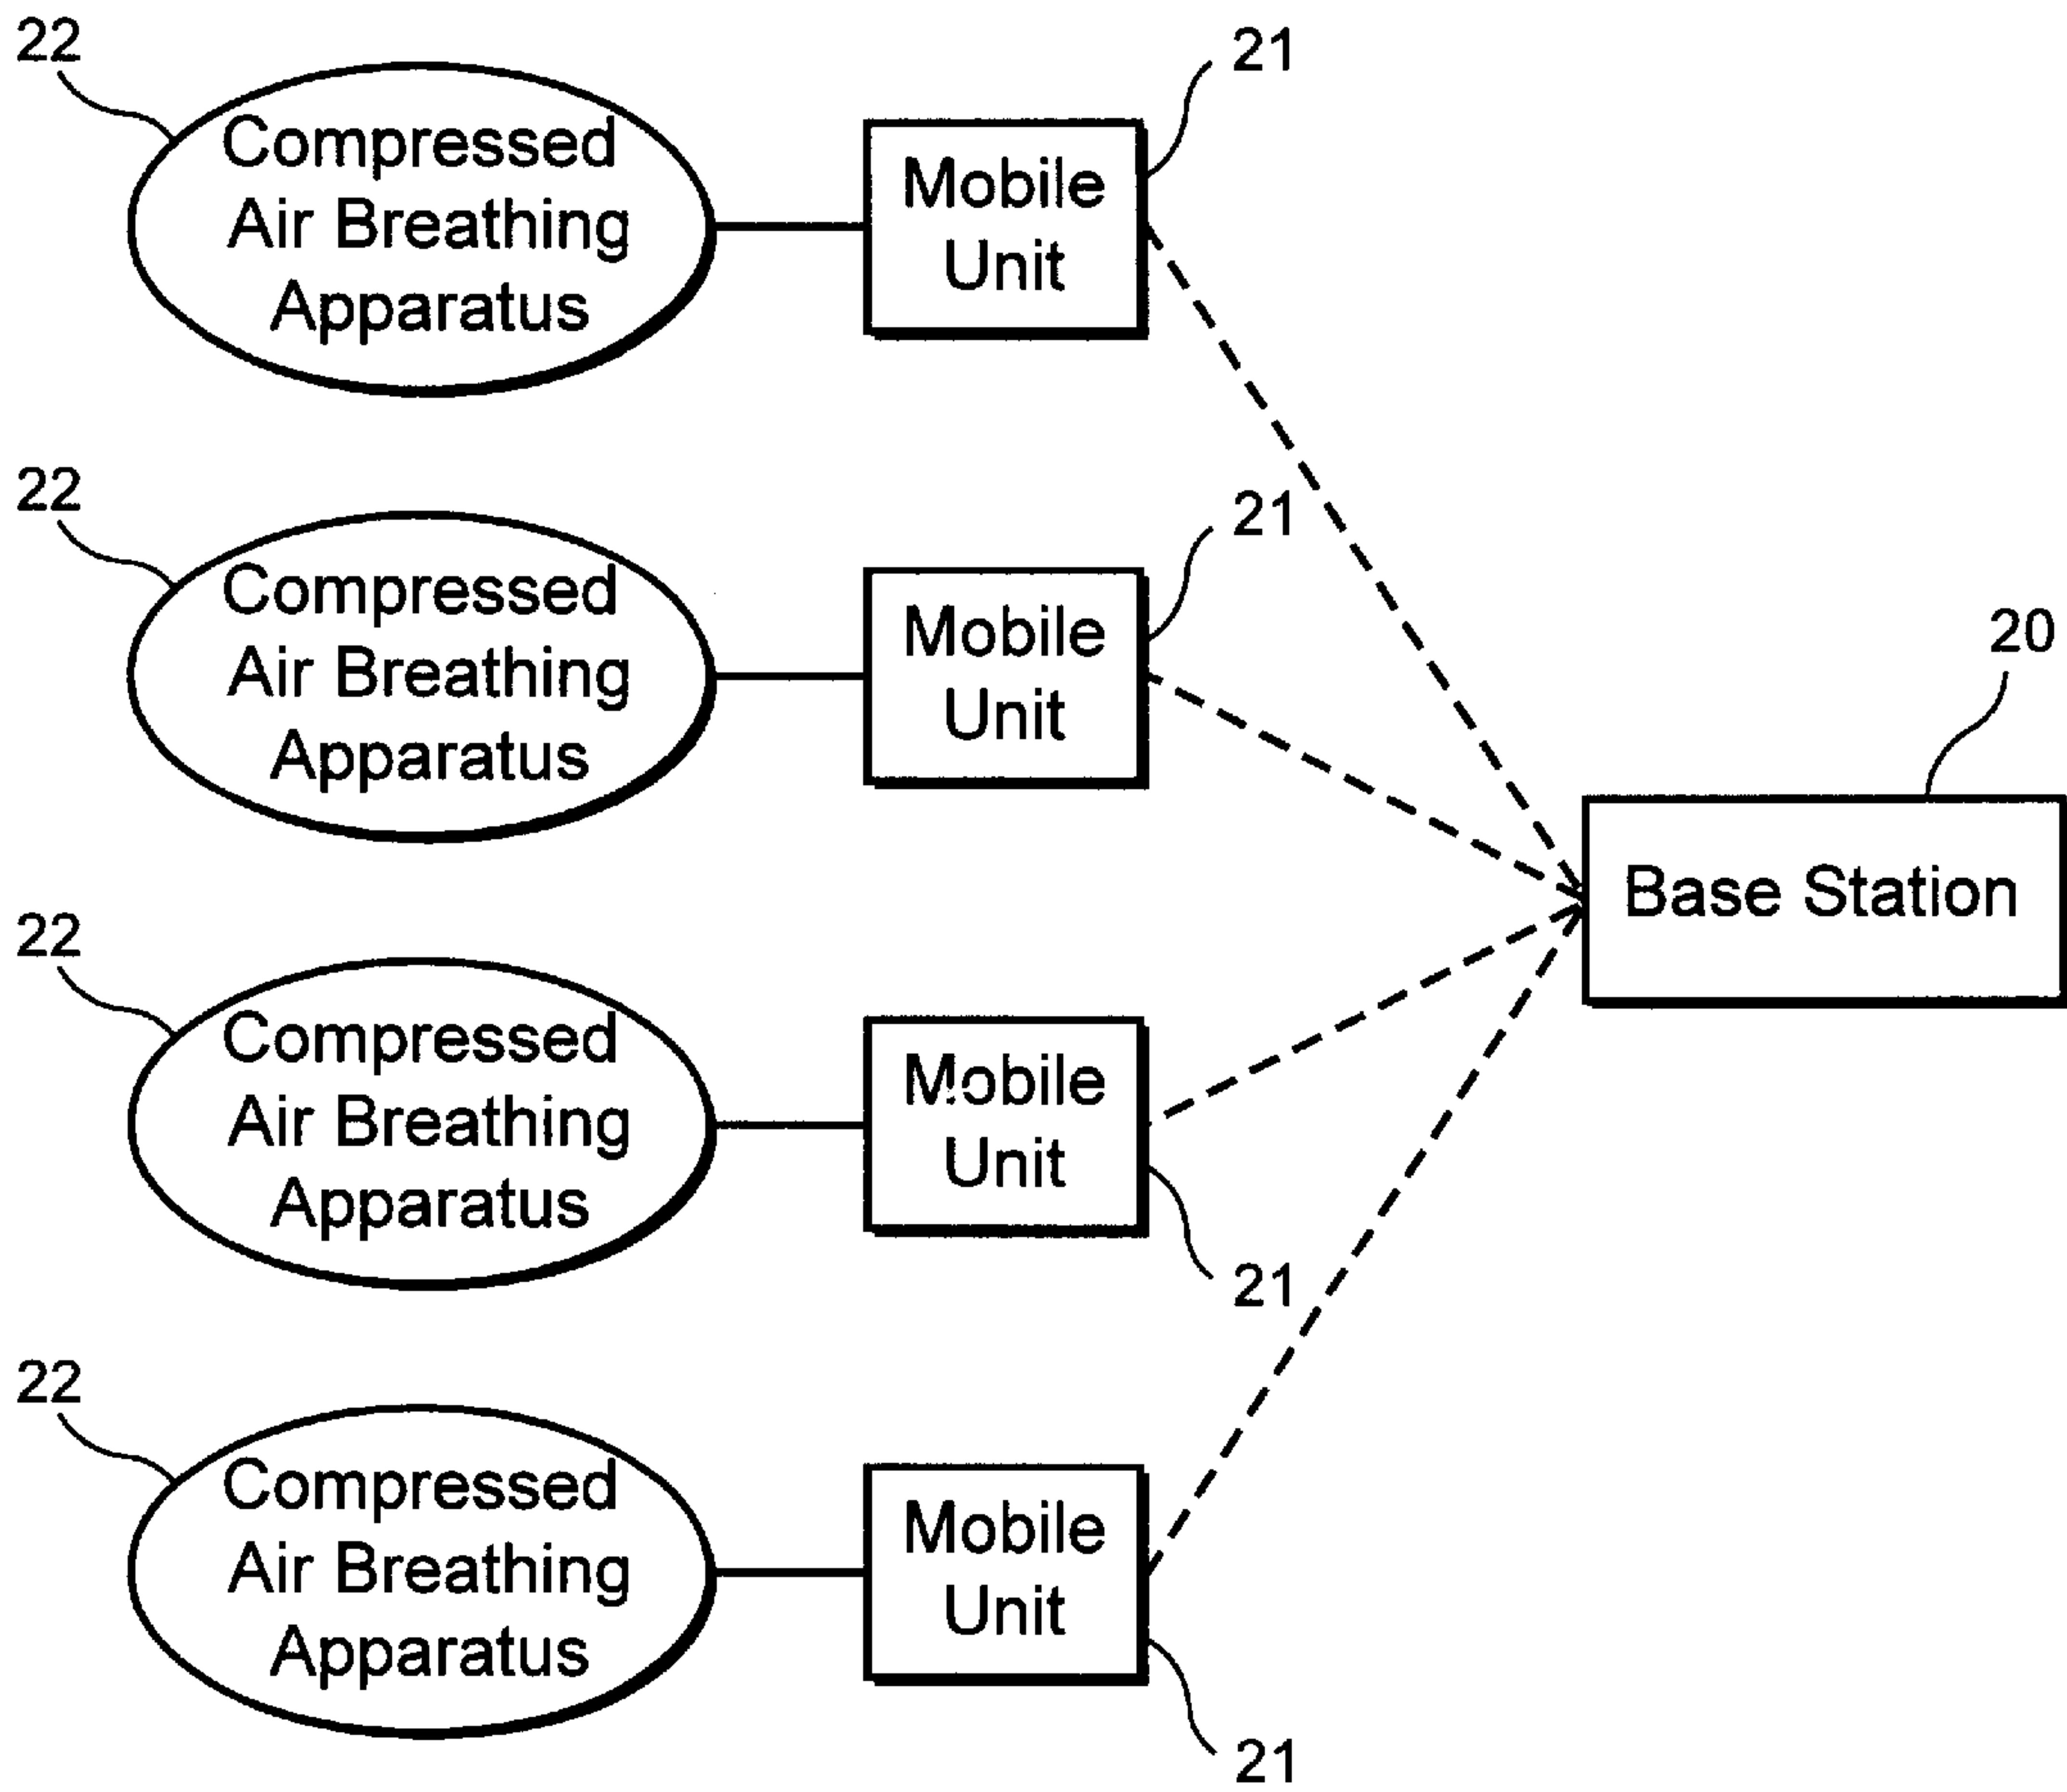 22
21
Compressed
Air Breathing
Apparatus
Mobile
Unit
22
21
Compressed
Air Breathing
Apparatus
Mobile
Unit
20
Base Station
22
Compressed
Air Breathing
Apparatus
Mobile
Unit
21
22
Compressed
Air Breathing
Apparatus
Mobile
Unit
21